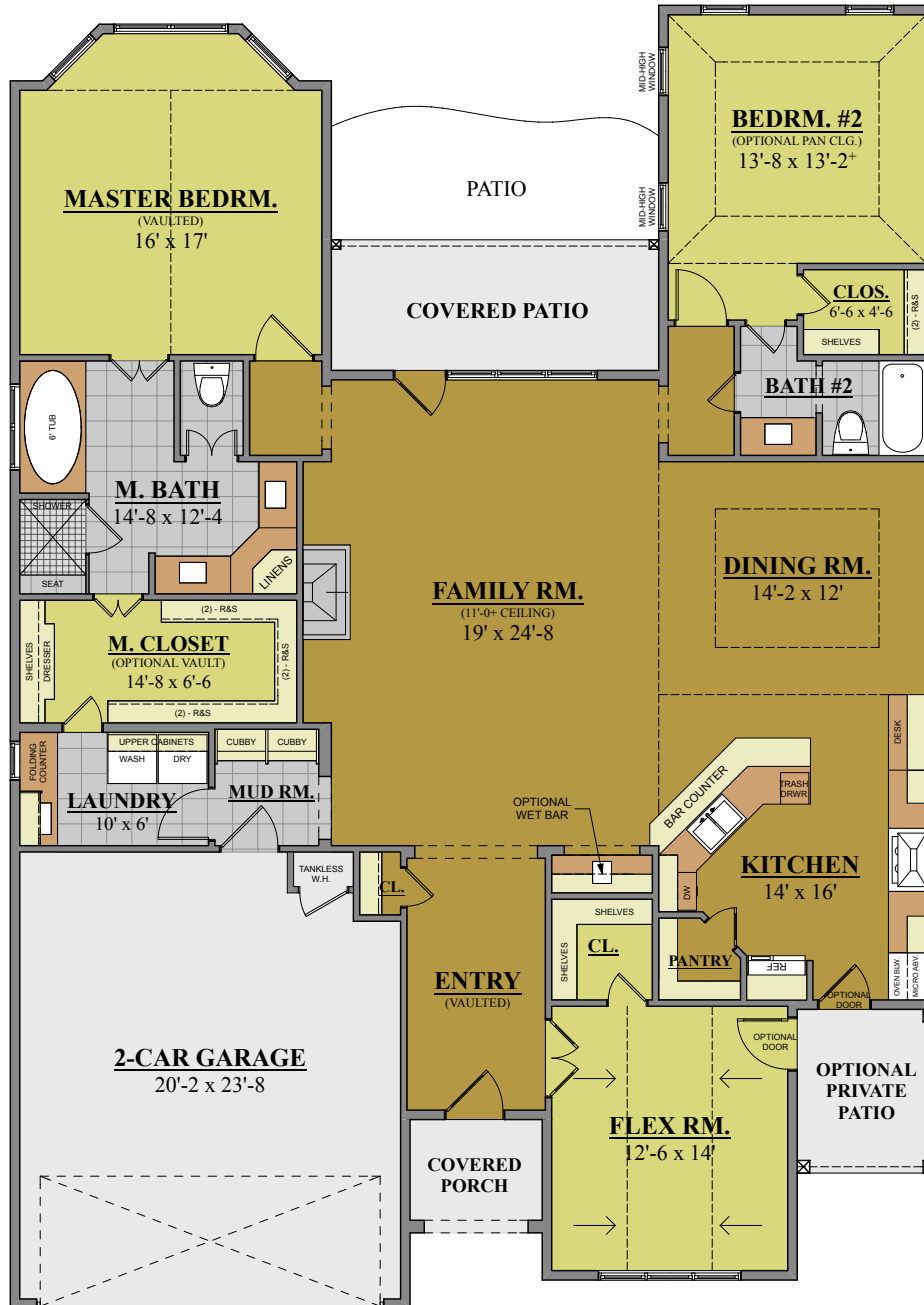 MID-HIGH
WINDOW
BEDRM. #2
(OPTIONAL PAN CLG.)
13'-8 x 13'-2+
MASTER BEDRM.
(VAULTED)
16' x 17'
PATIO
MID-HIGH
WINDOW
COVERED PATIO
CLOS.
6'-6 x 4'-6
SHELVES
(2) - R&S
BATH #2
6' TUB
M. BATH
14'-8 x 12'-4
SHOWER
SEAT
LINENS
FAMILY RM.
(11'-0+ CEILING)
19' x 24'-8
DINING RM.
14'-2 x 12'
(2) - R&S
M. CLOSET
(OPTIONAL VAULT)
14'-8 x 6'-6
SHELVES
DRESSER
(2) - R&S
(2) - R&S
DESK
FOLDING
COUNTER
UPPER CABINETS
WASH
DRY
CUBBY
CUBBY
LAUNDRY
10' x 6'
MUD RM.
OPTIONAL
WET BAR
BAR COUNTER
TRASH
DRWR
KITCHEN
14' x 16'
DW
TANKLESS
W.H.
CL.
SHELVES
SHELVES
CL.
PANTRY
REF
OVEN BLW.
MICRO ABV.
ENTRY
(VAULTED)
OPTIONAL
DOOR
OPTIONAL
DOOR
2-CAR GARAGE
20'-2 x 23'-8
OPTIONAL
PRIVATE
PATIO
FLEX RM.
12'-6 x 14'
COVERED
PORCH